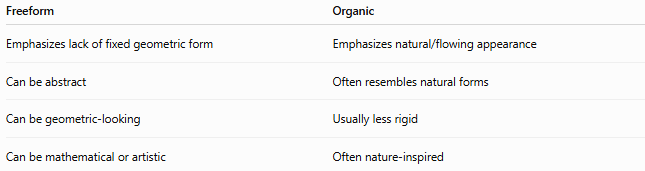 Freeform Organic
Emphasizes lack of fixed geometric form Emphasizes natural/flowing appearance
Can be abstract Often resembles natural forms
Can be geometric-looking Usually less rigid
Can be mathematical or artistic Often nature-inspired